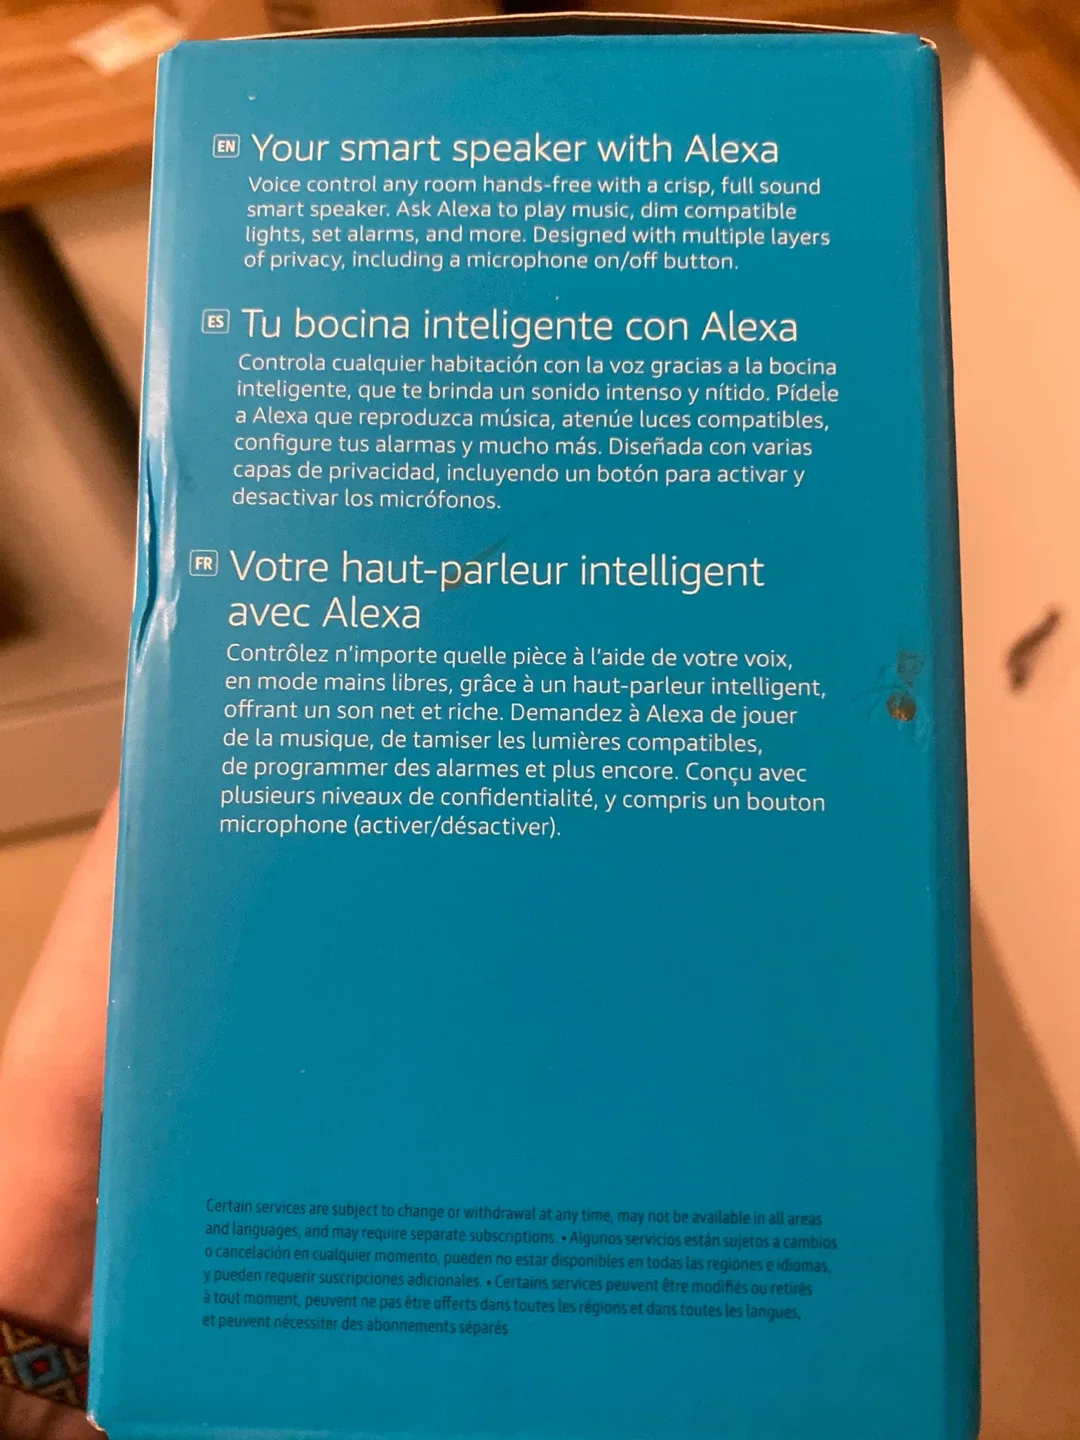 EN Your smart speaker with Alexa
Voice control any room hands-free with a crisp, full sound
smart speaker. Ask Alexa to play music, dim compatible
lights, set alarms, and more. Designed with multiple layers
of privacy, including a microphone on/off button.
ES Tu bocina inteligente con Alexa
Controla cualquier habitación con la voz gracias a la bocina
inteligente, que te brinda un sonido intenso y nítido. Pídele
a Alexa que reproduzca música, atenúe luces compatibles,
configure tus alarmas y mucho más. Diseñada con varias
capas de privacidad, incluyendo un botón para activar y
desactivar los micrófonos.
FR Votre haut-parleur intelligent
avec Alexa
Contrôlez n'importe quelle pièce à l'aide de votre voix,
en mode mains libres, grâce à un haut-parleur intelligent,
offrant un son net et riche. Demandez à Alexa de jouer
de la musique, de tamiser les lumières compatibles,
de programmer des alarmes et plus encore. Conçu avec
plusieurs niveaux de confidentialité, y compris un bouton
microphone (activer/désactiver).
Certain services are subject to change or withdrawal at any time, may not be available in all areas
and languages, and may require separate subscriptions. • Algunos servicios están sujetos a cambios
o cancelación en cualquier momento, pueden no estar disponibles en todas las regiones e idiomas,
y pueden requerir suscripciones adicionales. • Certains services peuvent être modifiés ou retirés
à tout moment, peuvent ne pas être offerts dans toutes les régions et dans toutes les langues,
et peuvent nécessiter des abonnements séparés.